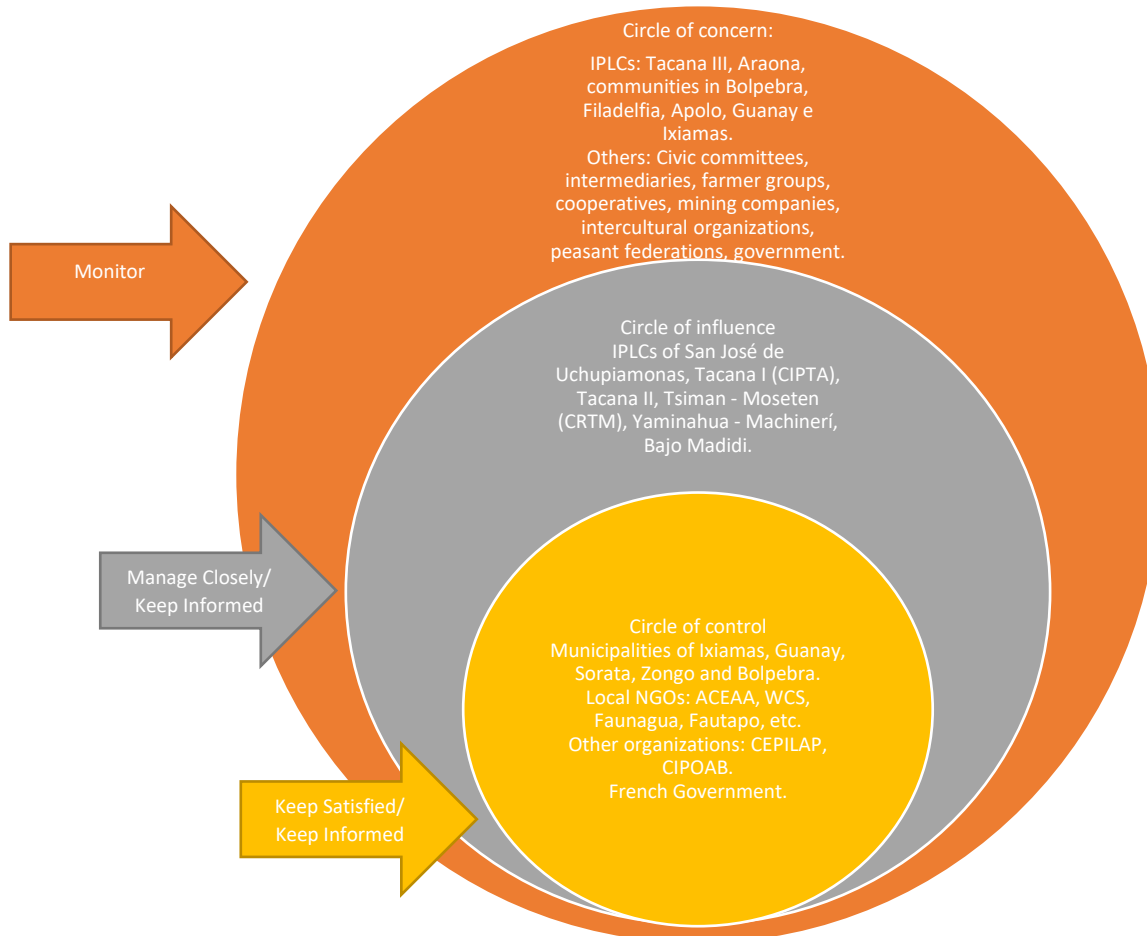 Circle of concern:
IPLCs: Tacana III, Araona,
communities in Bolpebra,
Filadelfia, Apolo, Guanay e
Ixiamas.
Others: Civic committees,
intermediaries, farmer groups,
cooperatives, mining companies,
intercultural organizations,
peasant federations, government.
Monitor
Circle of influence
IPLCs of San José de
Uchupiamonas, Tacana I (CIPTA),
Tacana II, Tsiman - Moseten
(CRTM), Yaminahua - Machinerí,
Bajo Madidi.
Manage Closely/
Keep Informed
Circle of control
Municipalities of Ixiamas, Guanay,
Sorata, Zongo and Bolpebra.
Local NGOs: ACEAA, WCS,
Faunagua, Fautapo, etc.
Other organizations: CEPILAP,
CIPOAB.
French Government.
Keep Satisfied/
Keep Informed